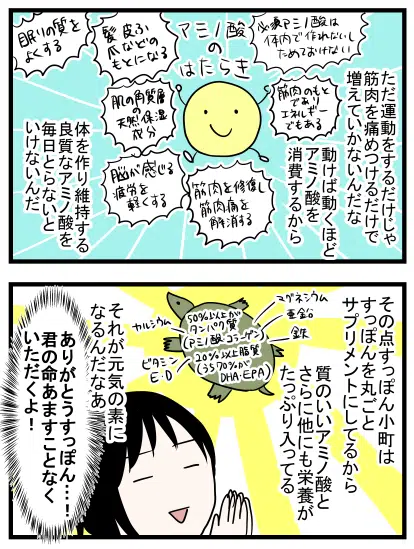 アミノ酸
の
はたらき
必須アミノ酸は
体内で作れないし
ためておけない
髪、皮ふ
爪などの
もとになる
眠りの質を
よくする
筋肉のもと
であり
エネルギー
でもある
肌の角質層
の
天然保湿
成分
脳が感じる
疲労を
軽くする
筋肉を修復し
筋肉痛を
解消する
ただ運動をするだけじゃ
筋肉を痛めつけるだけで
増えていかないんだな
動けば動くほど
アミノ酸を
消費するから
体を作り維持する
良質なアミノ酸を
毎日とらないと
いけないんだ
その点すっぽん小町は
すっぽんを丸ごと
サプリメントにしてるから
質のいいアミノ酸と
さらに他にも栄養が
たっぷり入ってる
マグネシウム
亜鉛
鉄
カルシウム
ビタミン
E・D
50%以上が
タンパク質
(アミノ酸コラーゲン)
20%以上脂質
(うち70%が
DHA・EPA)
それが元気の素に
なるんだなあ
ありがとうすっぽん…!
君の命あますことなく
いただくよ!